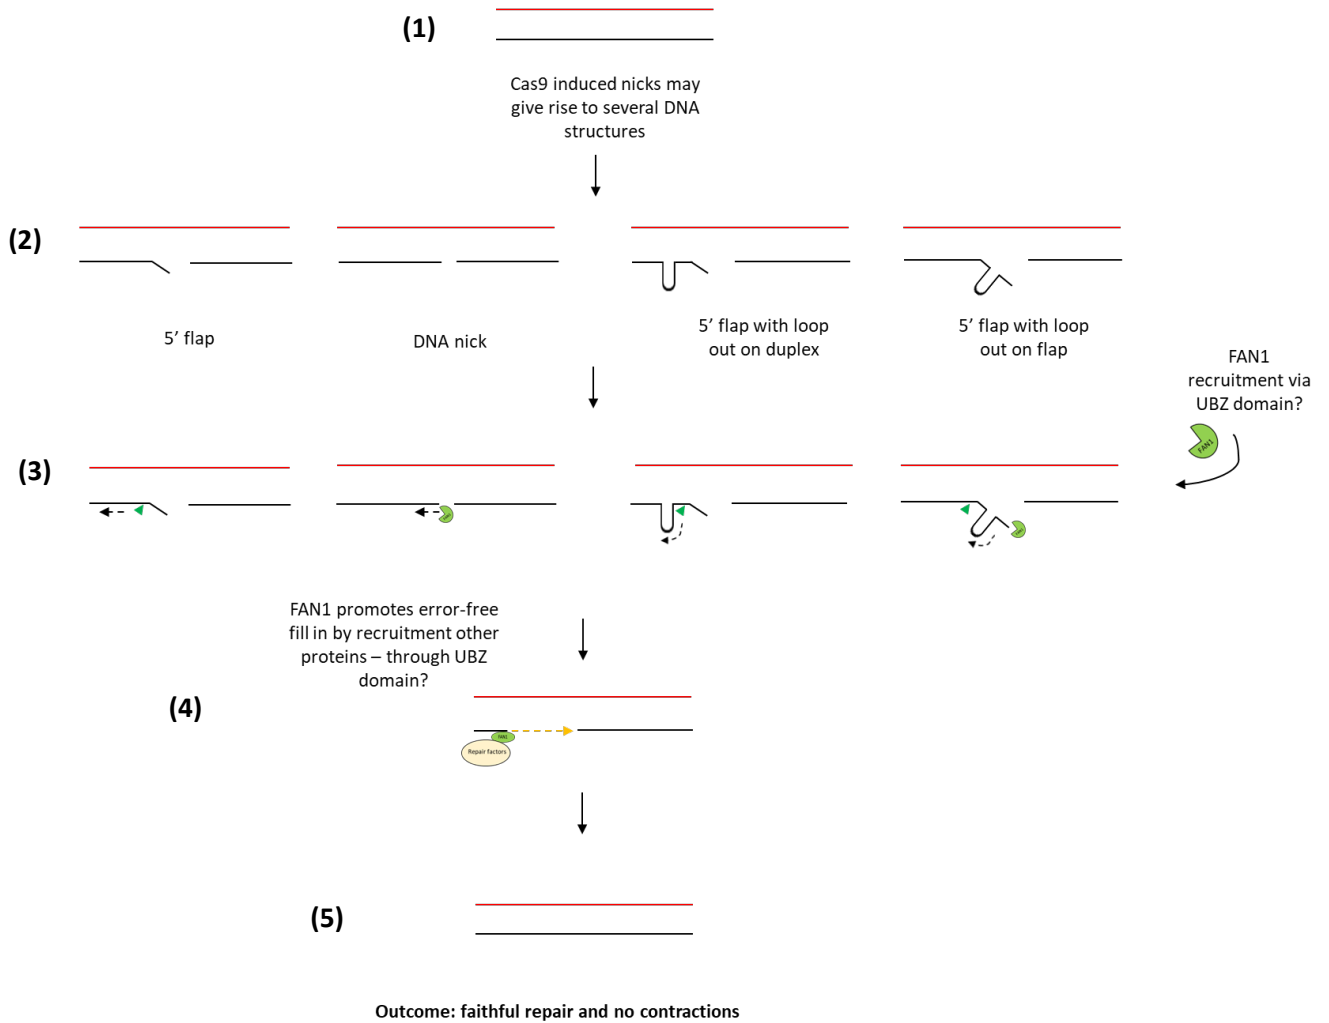 (1)
Cas9 induced nicks may
give rise to several DNA
structures
(2)
5’ flap
DNA nick
5’ flap with loop
out on duplex
5’ flap with loop
out on flap
FAN1
recruitment via
UBZ domain?
FAN1
(3)
FAN1 promotes error-free
fill in by recruitment other
proteins – through UBZ
domain?
(4)
FAN1
Repair factors
(5)
Outcome: faithful repair and no contractions